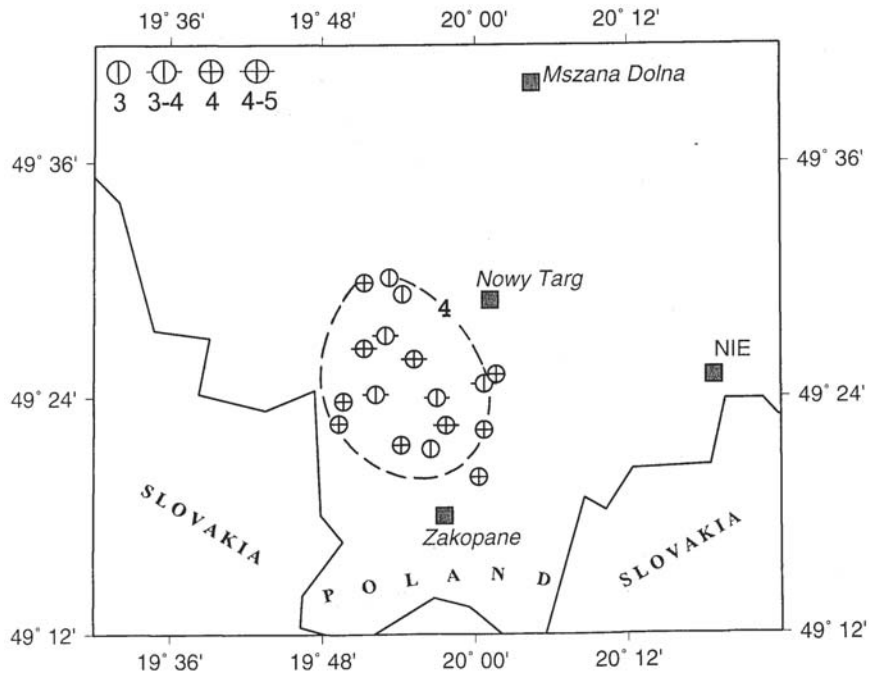 19˚ 36' 19˚ 48' 20˚ 00' 20˚ 12'
3 3-4 4 4-5
Mszana Dolna
49˚ 36' 49˚ 36'
Nowy Targ
4
NIE
49˚ 24' 49˚ 24'
SLOVAKIA
SLOVAKIA
Zakopane
POLAND
49˚ 12' 49˚ 12'
19˚ 36' 19˚ 48' 20˚ 00' 20˚ 12'